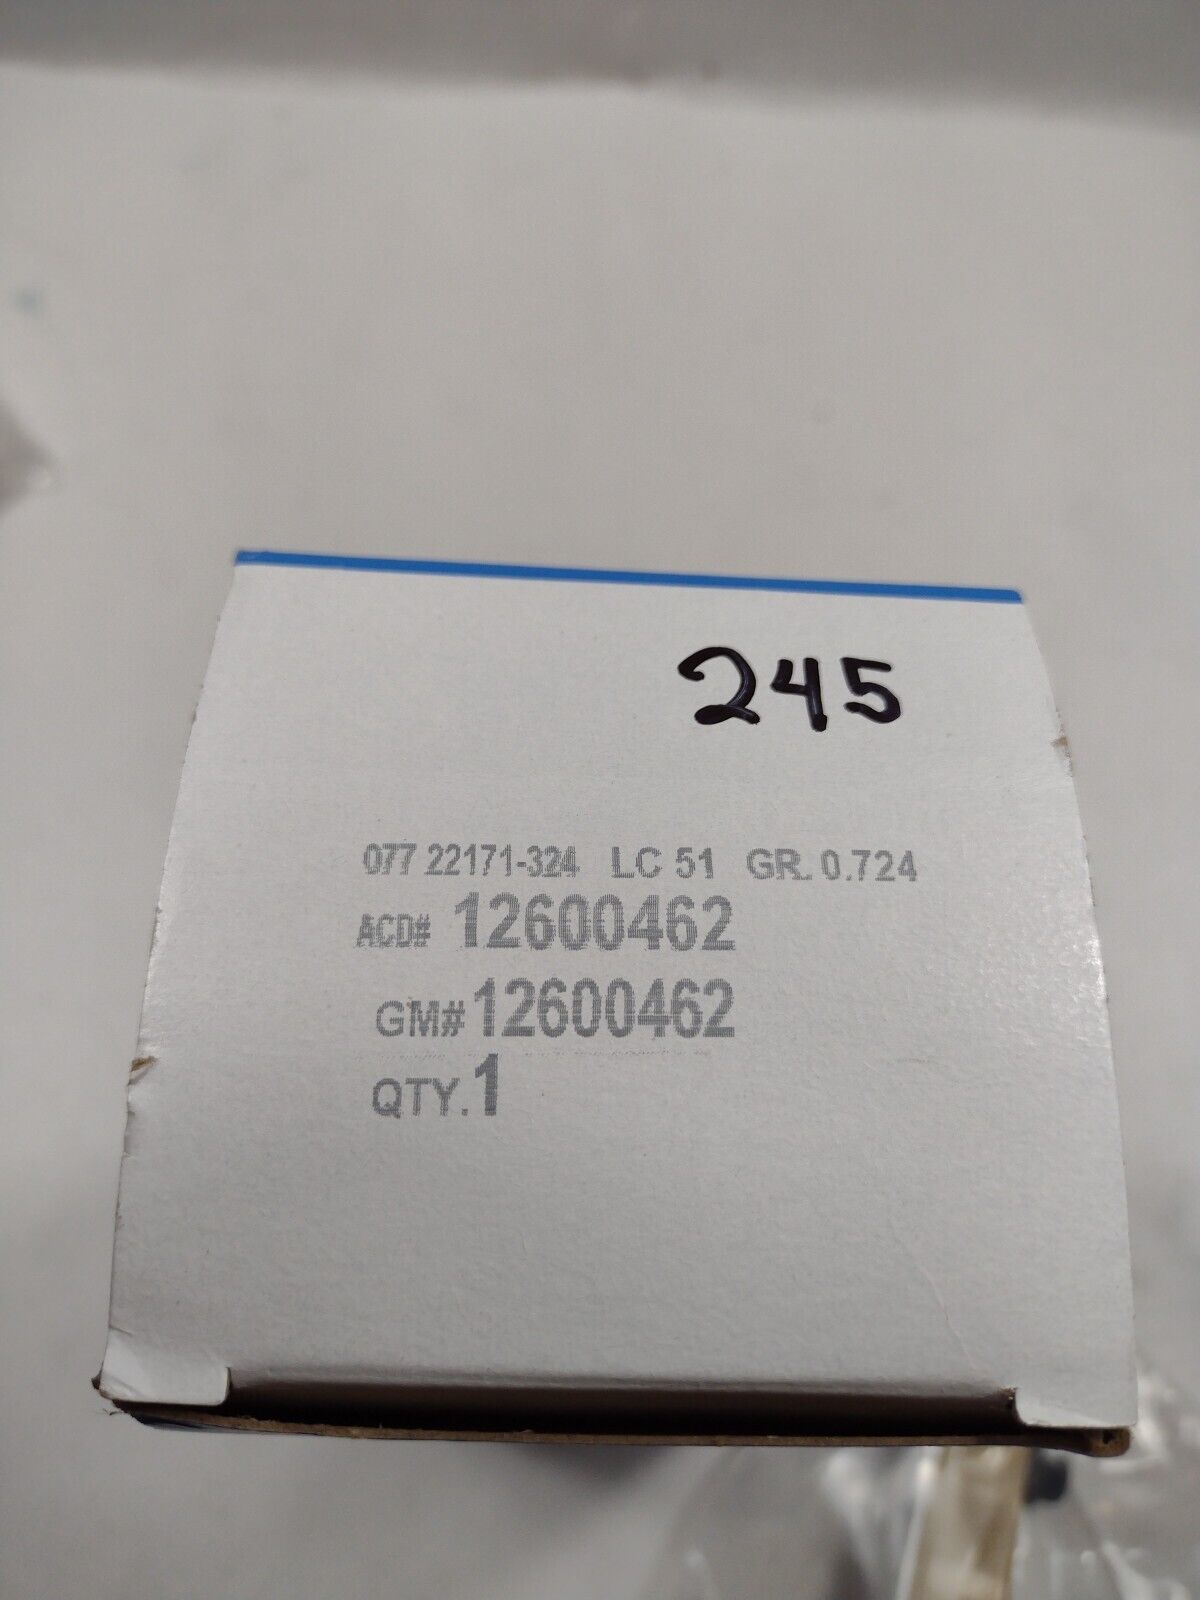 245
077 22171-324 LC 51 GR. 0.724
ACD# 12600462
GM# 12600462
QTY. 1